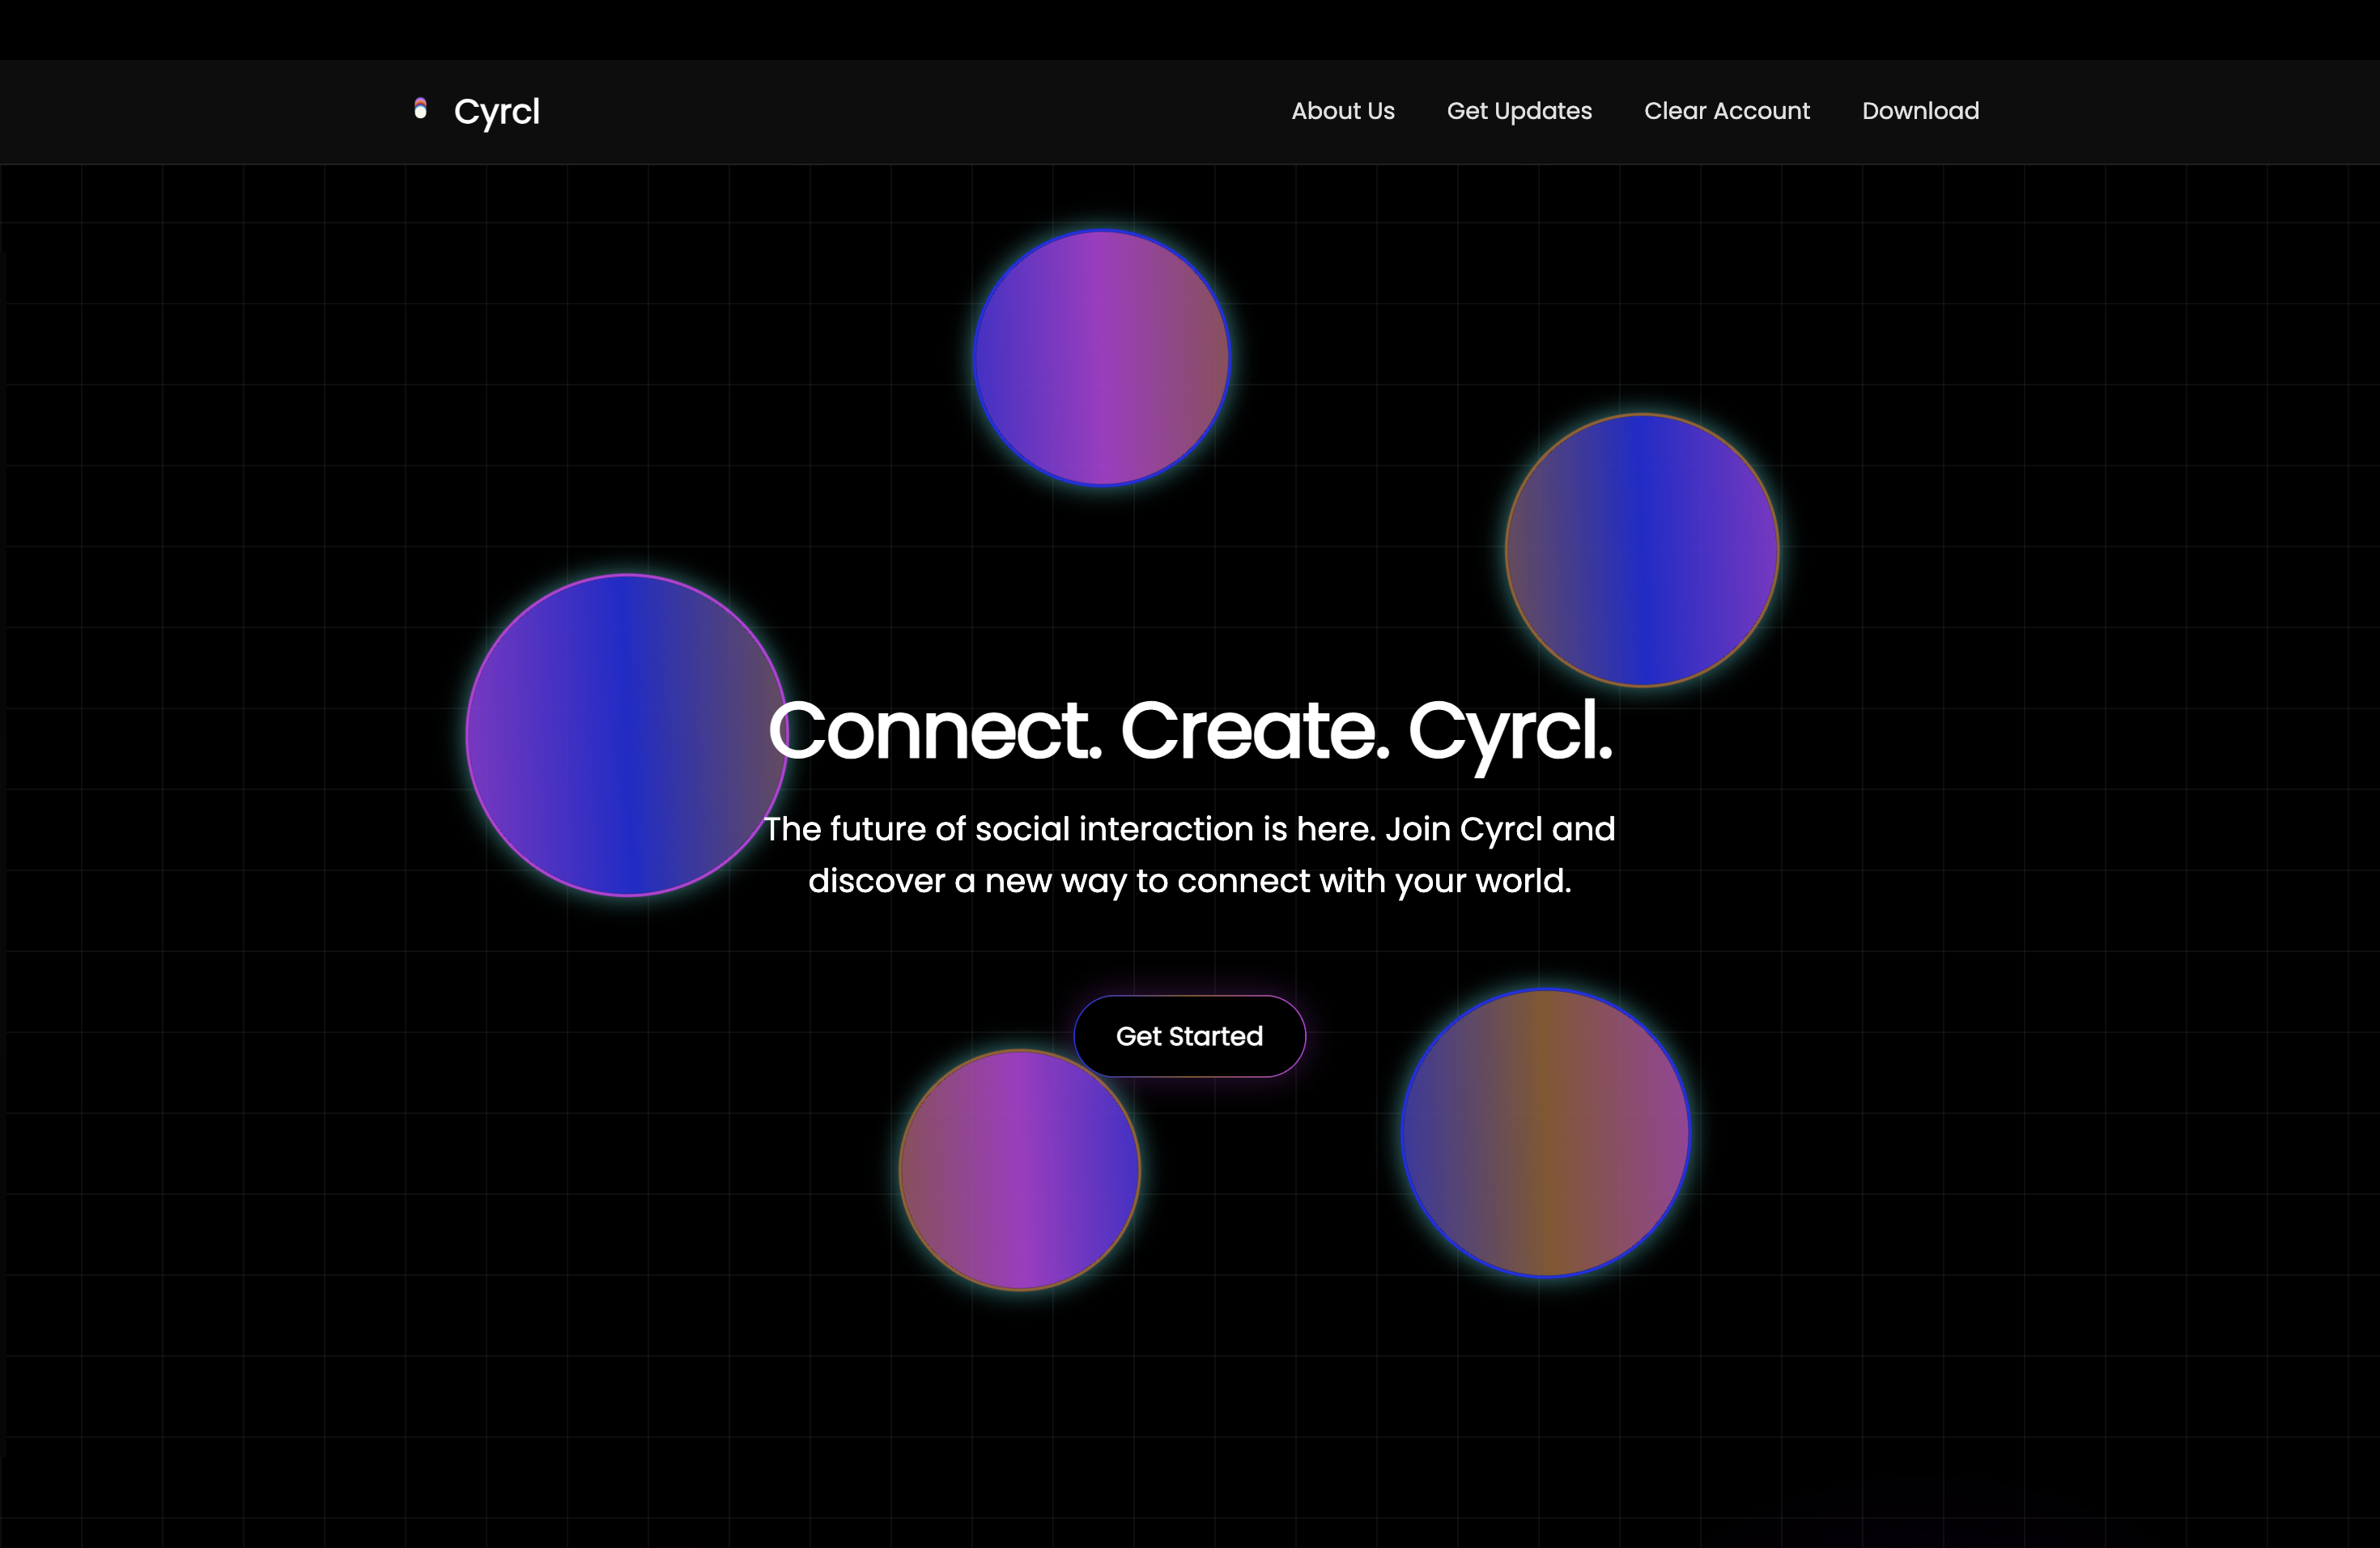 Cyrcl
About Us
Get Updates
Clear Account
Download
Connect. Create. Cyrcl.
The future of social interaction is here. Join Cyrcl and
discover a new way to connect with your world.
Get Started